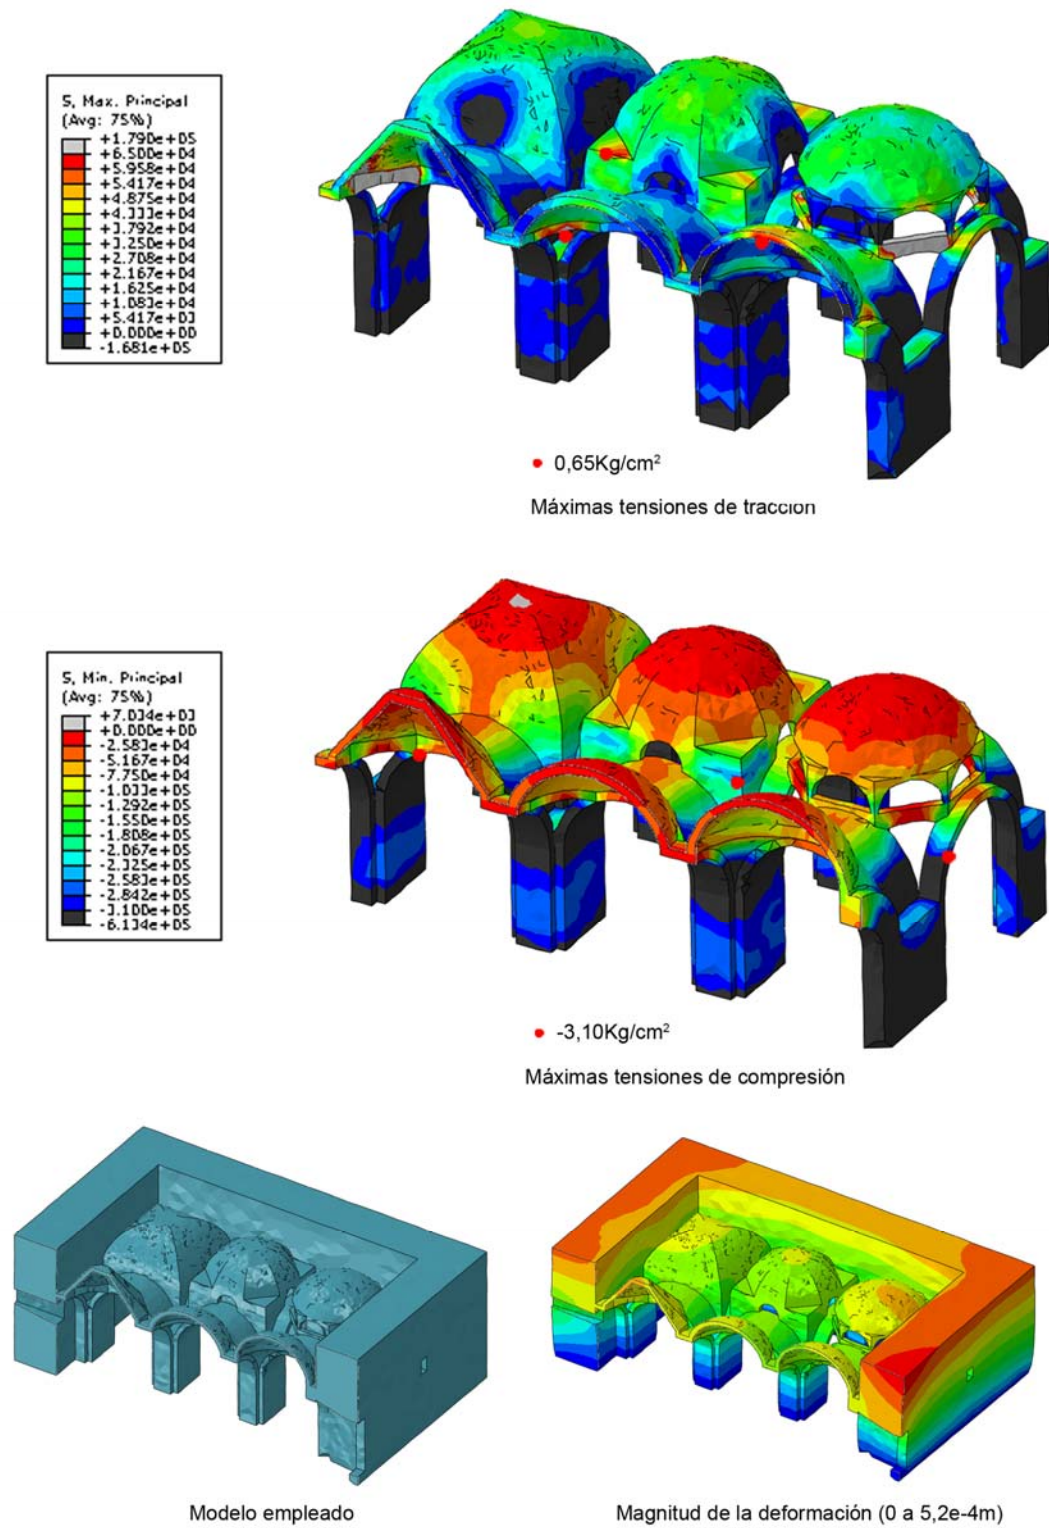 S, Max. Principal
(Avg: 75%)
+1.790e+05
+6.500e+04
+5.958e+04
+5.417e+04
+4.875e+04
+4.333e+04
+3.792e+04
+3.250e+04
+2.708e+04
+2.167e+04
+1.625e+04
+1.083e+04
+5.417e+03
+0.000e+00
-1.681e+05
0,65Kg/cm²
Máximas tensiones de tracción
S, Min. Principal
(Avg: 75%)
+7.034e+03
+0.000e+00
-2.583e+04
-5.167e+04
-7.750e+04
-1.033e+05
-1.292e+05
-1.550e+05
-1.808e+05
-2.067e+05
-2.325e+05
-2.583e+05
-2.842e+05
-3.100e+05
-6.134e+05
-3,10Kg/cm²
Máximas tensiones de compresión
Modelo empleado
Magnitud de la deformación (0 a 5,2e-4m)